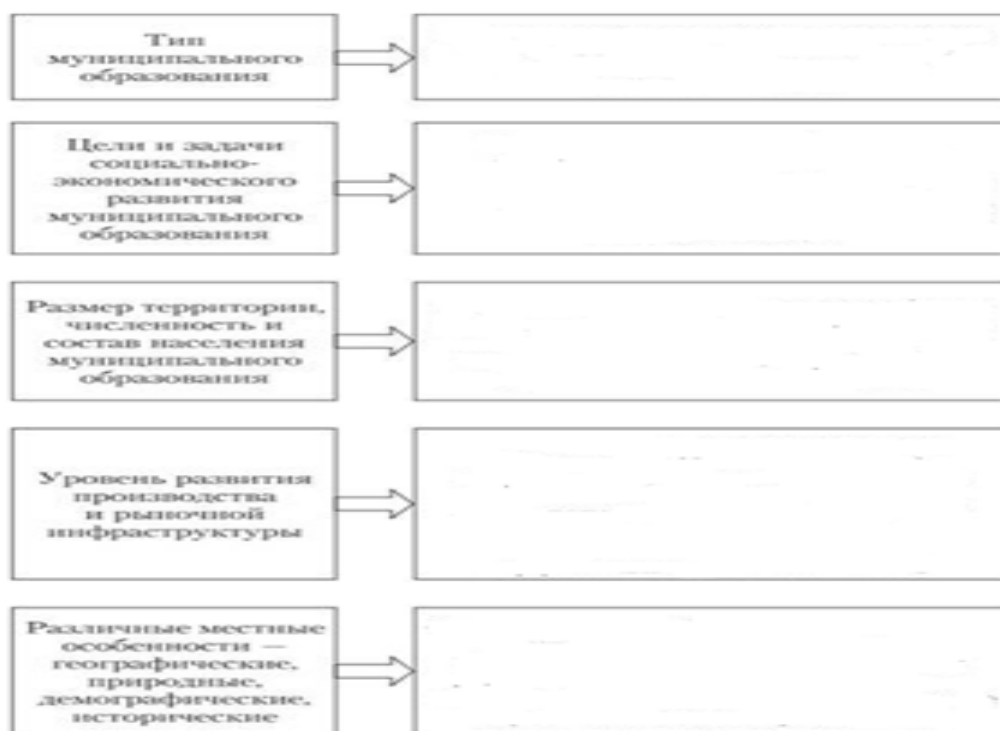 Тип
муниципального
образования
Цели и задачи
социально-
экономического
развития
муниципального
образования
Размер территории,
численность и
состав населения
муниципального
образования
Уровень развития
производства
и рыночной
инфраструктуры
Различные местные
особенности —
географические,
природные,
демографические,
исторические